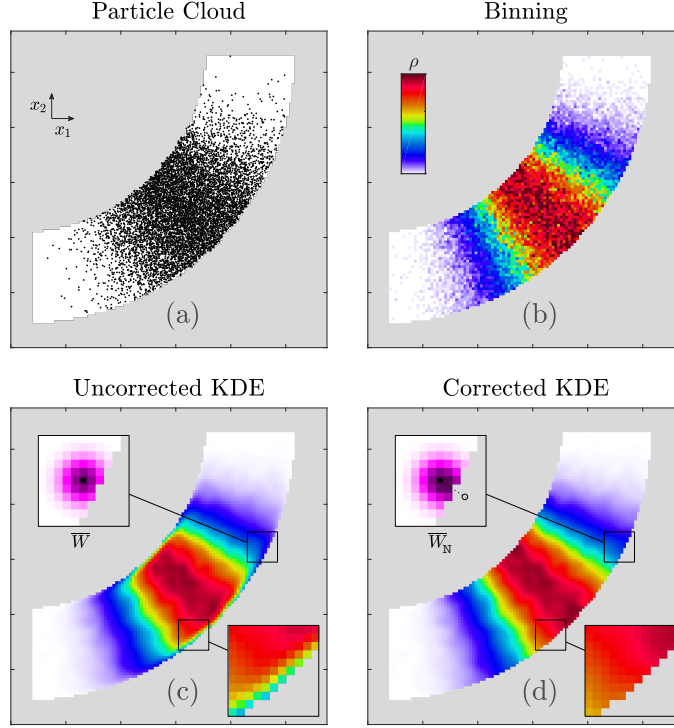 Particle Cloud
Binning
x₂
x₁
ρ
(a)
(b)
Uncorrected KDE
Corrected KDE
W̅
W̅ɴ
(c)
(d)